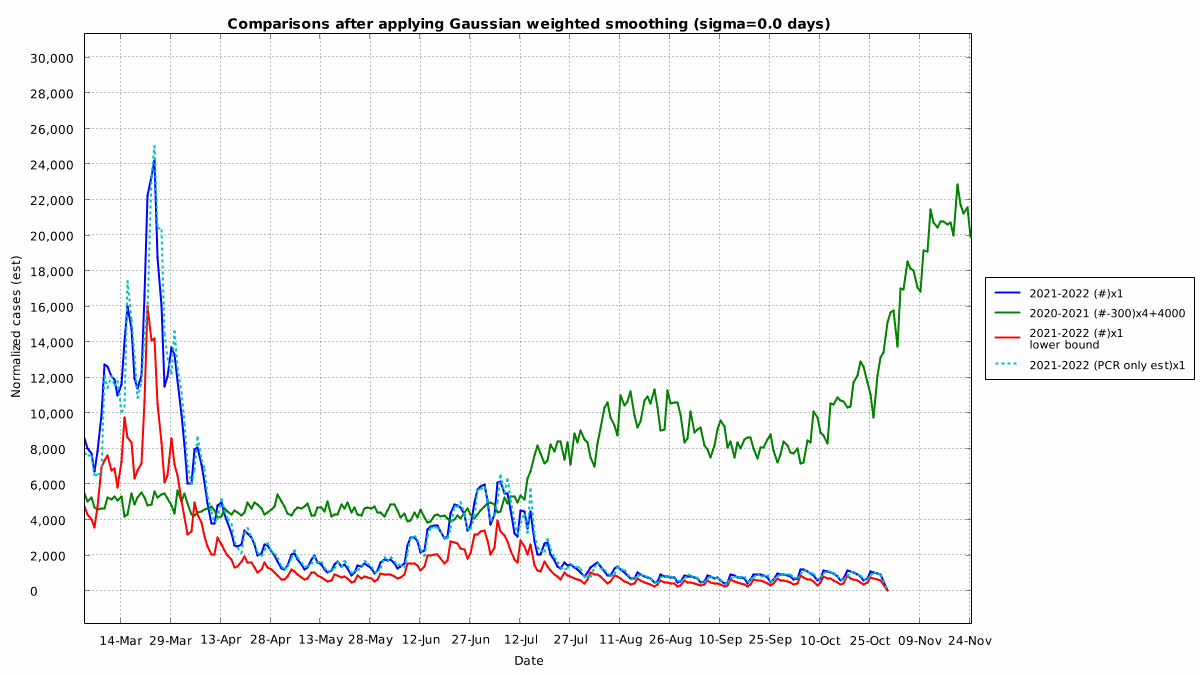 Comparisons after applying Gaussian weighted smoothing (sigma=0.0 days)
30,000
28,000
26,000
24,000
22,000
20,000
18,000
16,000
14,000
12,000
10,000
8,000
6,000
4,000
2,000
0
Normalized cases (est)
14-Mar 29-Mar 13-Apr 28-Apr 13-May 28-May 12-Jun 27-Jun 12-Jul 27-Jul 11-Aug 26-Aug 10-Sep 25-Sep 10-Oct 25-Oct 09-Nov 24-Nov
Date
2021-2022 (#)x1
2020-2021 (#-300)x4+4000
2021-2022 (#)x1
lower bound
2021-2022 (PCR only est)x1